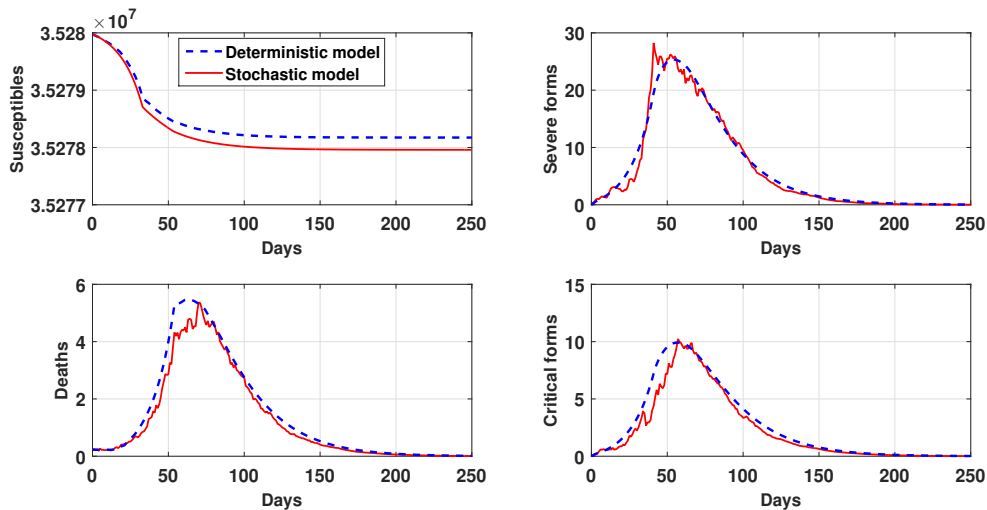 ×10^7
3.528
3.5279
3.5278
3.5277
Susceptibles
0 50 100 150 200 250
Days
Deterministic model
Stochastic model
30
20
10
0
Severe forms
0 50 100 150 200 250
Days
6
4
2
0
Deaths
0 50 100 150 200 250
Days
15
10
5
0
Critical forms
0 50 100 150 200 250
Days